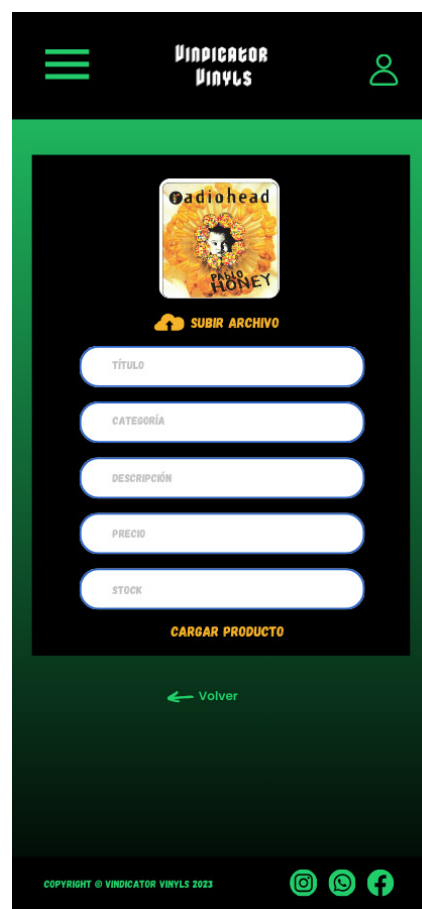 Vindicator
Vinyls
radiohead
PABLO
HONEY
SUBIR ARCHIVO
TÍTULO
CATEGORÍA
DESCRIPCIÓN
PRECIO
STOCK
CARGAR PRODUCTO
Volver
COPYRIGHT © VINDICATOR VINYLS 2023